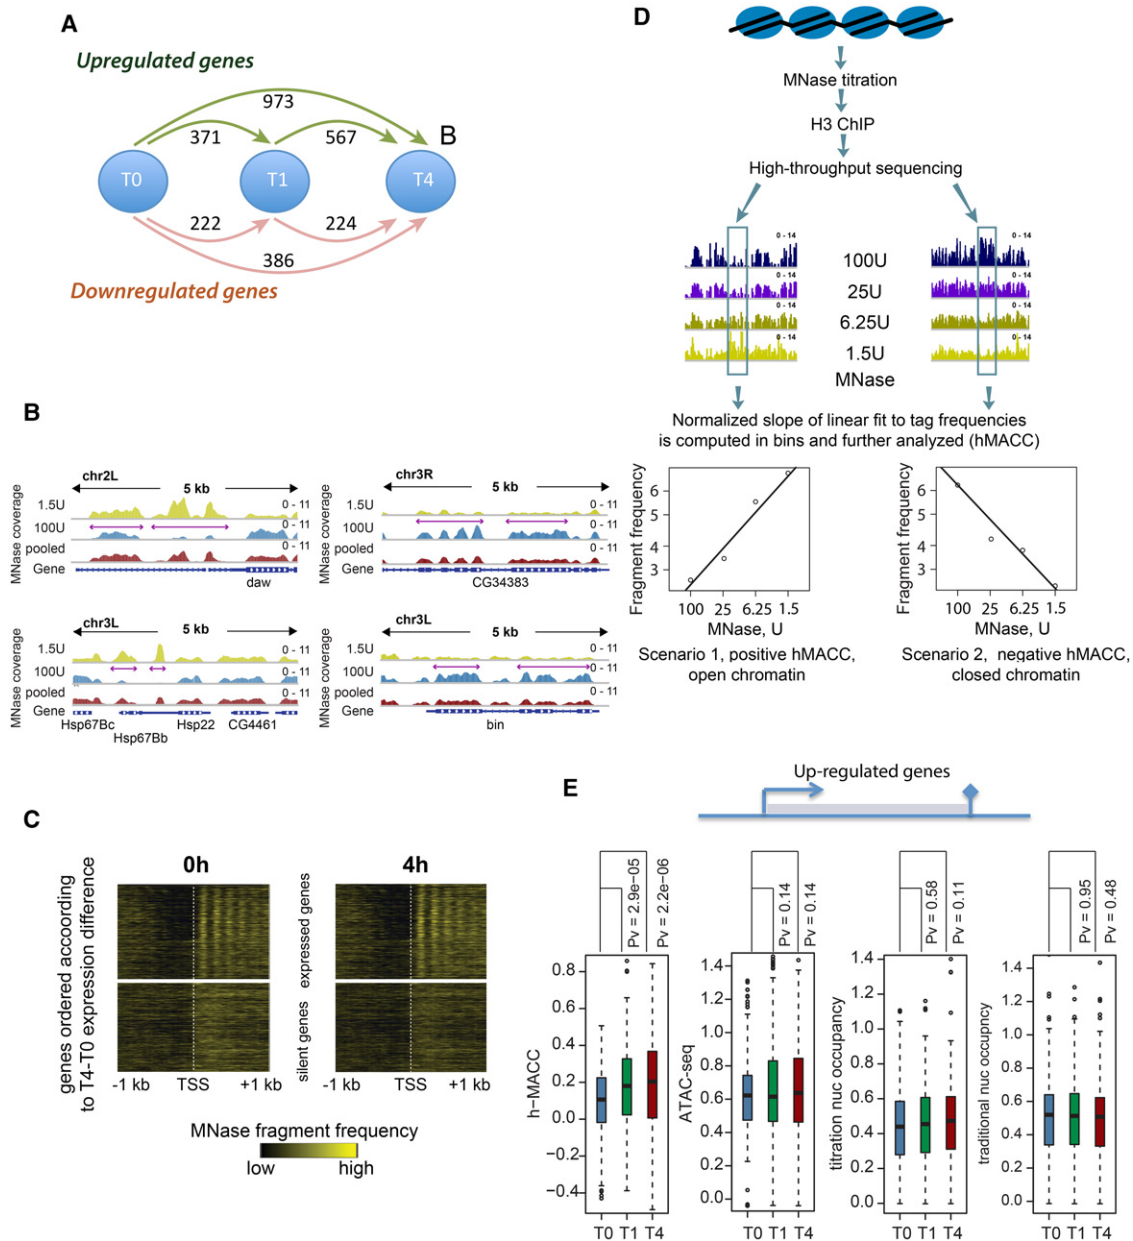 A
Upregulated genes
973
371
567
B
T0
T1
T4
222
224
386
Downregulated genes
D
MNase titration
H3 ChIP
High-throughput sequencing
0 - 14
0 - 14
100U
0 - 14
0 - 14
25U
0 - 14
0 - 14
6.25U
0 - 14
0 - 14
1.5U
MNase
Normalized slope of linear fit to tag frequencies
is computed in bins and further analyzed (hMACC)
Fragment frequency
6
5
4
3
100
25
6.25
1.5
MNase, U
Scenario 1, positive hMACC,
open chromatin
Fragment frequency
6
5
4
3
100
25
6.25
1.5
MNase, U
Scenario 2, negative hMACC,
closed chromatin
B
MNase coverage
chr2L
5 kb
1.5U
0 - 11
100U
0 - 11
pooled
0 - 11
Gene
daw
MNase coverage
chr3R
5 kb
1.5U
0 - 11
100U
0 - 11
pooled
0 - 11
Gene
CG34383
MNase coverage
chr3L
5 kb
1.5U
0 - 11
100U
0 - 11
pooled
0 - 11
Gene
Hsp67Bc
Hsp22
CG4461
Hsp67Bb
MNase coverage
chr3L
5 kb
1.5U
0 - 11
100U
0 - 11
pooled
0 - 11
Gene
bin
C
genes ordered accoording
to T4-T0 expression difference
0h
4h
expressed genes
silent genes
-1 kb
TSS
+1 kb
-1 kb
TSS
+1 kb
MNase fragment frequency
low
high
E
Up-regulated genes
Pv = 2.9e-05
Pv = 2.2e-06
h-MACC
0.8
0.6
0.4
0.2
0.0
−0.2
−0.4
T0
T1
T4
Pv = 0.14
Pv = 0.14
ATAC-seq
1.4
1.2
1.0
0.8
0.6
0.4
0.2
0.0
T0
T1
T4
Pv = 0.58
Pv = 0.11
titration nuc occupancy
1.4
1.2
1.0
0.8
0.6
0.4
0.2
0.0
T0
T1
T4
Pv = 0.95
Pv = 0.48
traditional nuc occupncy
1.4
1.2
1.0
0.8
0.6
0.4
0.2
0.0
T0
T1
T4